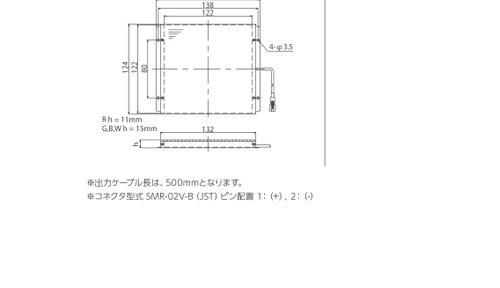 138
122
4-φ3.5
124
122
80
R h = 11mm
G,B,W h = 15mm
132
h
※出力ケーブル長は、500mmとなります。
※コネクタ型式 SMR-02V-B (JST) ピン配置 1: (+) , 2: (-)